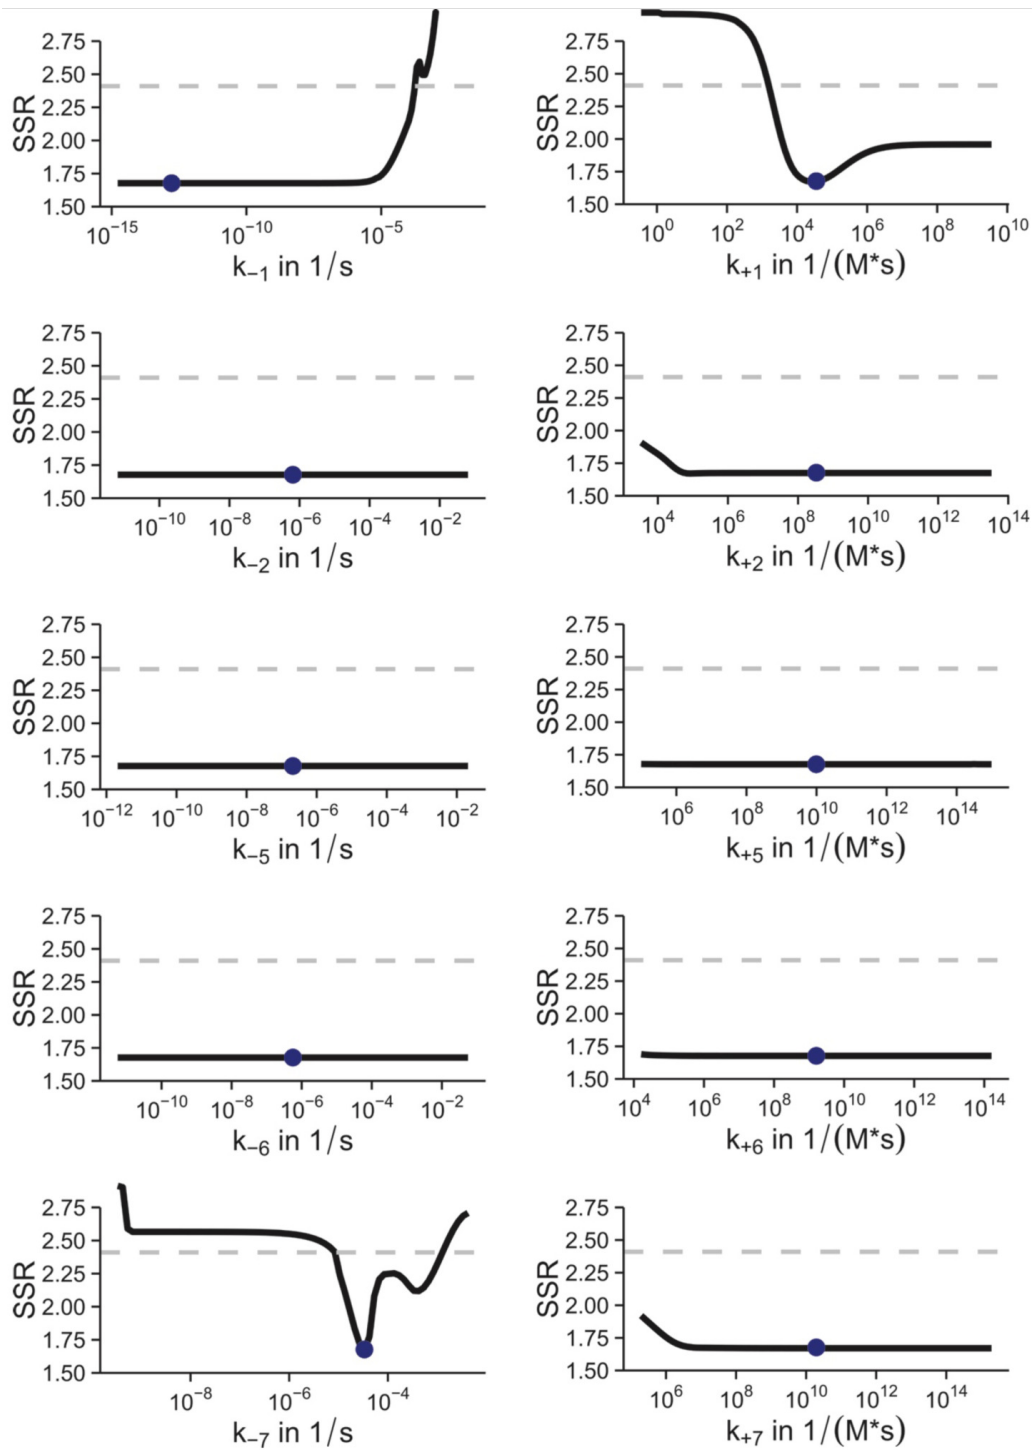 2.75
2.50
2.25
2.00
1.75
1.50
SSR
10⁻¹⁵ 10⁻¹⁰ 10⁻⁵
k₋₁ in 1/s
2.75
2.50
2.25
2.00
1.75
1.50
SSR
10⁰ 10² 10⁴ 10⁶ 10⁸ 10¹⁰
k₊₁ in 1/(M*s)
2.75
2.50
2.25
2.00
1.75
1.50
SSR
10⁻¹⁰ 10⁻⁸ 10⁻⁶ 10⁻⁴ 10⁻²
k₋₂ in 1/s
2.75
2.50
2.25
2.00
1.75
1.50
SSR
10⁴ 10⁶ 10⁸ 10¹⁰ 10¹² 10¹⁴
k₊₂ in 1/(M*s)
2.75
2.50
2.25
2.00
1.75
1.50
SSR
10⁻¹² 10⁻¹⁰ 10⁻⁸ 10⁻⁶ 10⁻⁴ 10⁻²
k₋₅ in 1/s
2.75
2.50
2.25
2.00
1.75
1.50
SSR
10⁶ 10⁸ 10¹⁰ 10¹² 10¹⁴
k₊₅ in 1/(M*s)
2.75
2.50
2.25
2.00
1.75
1.50
SSR
10⁻¹⁰ 10⁻⁸ 10⁻⁶ 10⁻⁴ 10⁻²
k₋₆ in 1/s
2.75
2.50
2.25
2.00
1.75
1.50
SSR
10⁴ 10⁶ 10⁸ 10¹⁰ 10¹² 10¹⁴
k₊₆ in 1/(M*s)
2.75
2.50
2.25
2.00
1.75
1.50
SSR
10⁻⁸ 10⁻⁶ 10⁻⁴
k₋₇ in 1/s
2.75
2.50
2.25
2.00
1.75
1.50
SSR
10⁶ 10⁸ 10¹⁰ 10¹² 10¹⁴
k₊₇ in 1/(M*s)